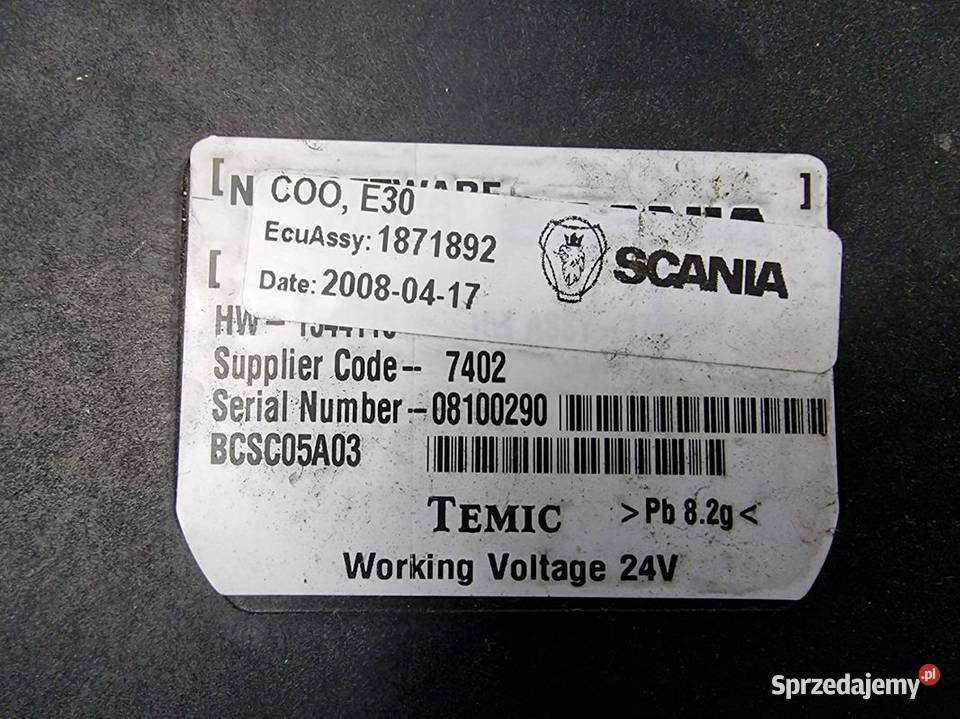 COO, E30
EcuAssy: 1871892
Date: 2008-04-17
SCANIA
HW-
Supplier Code-- 7402
Serial Number--08100290
BCSC05A03
TEMIC >Pb 8.2g<
Working Voltage 24V
Sprzedajemy.pl